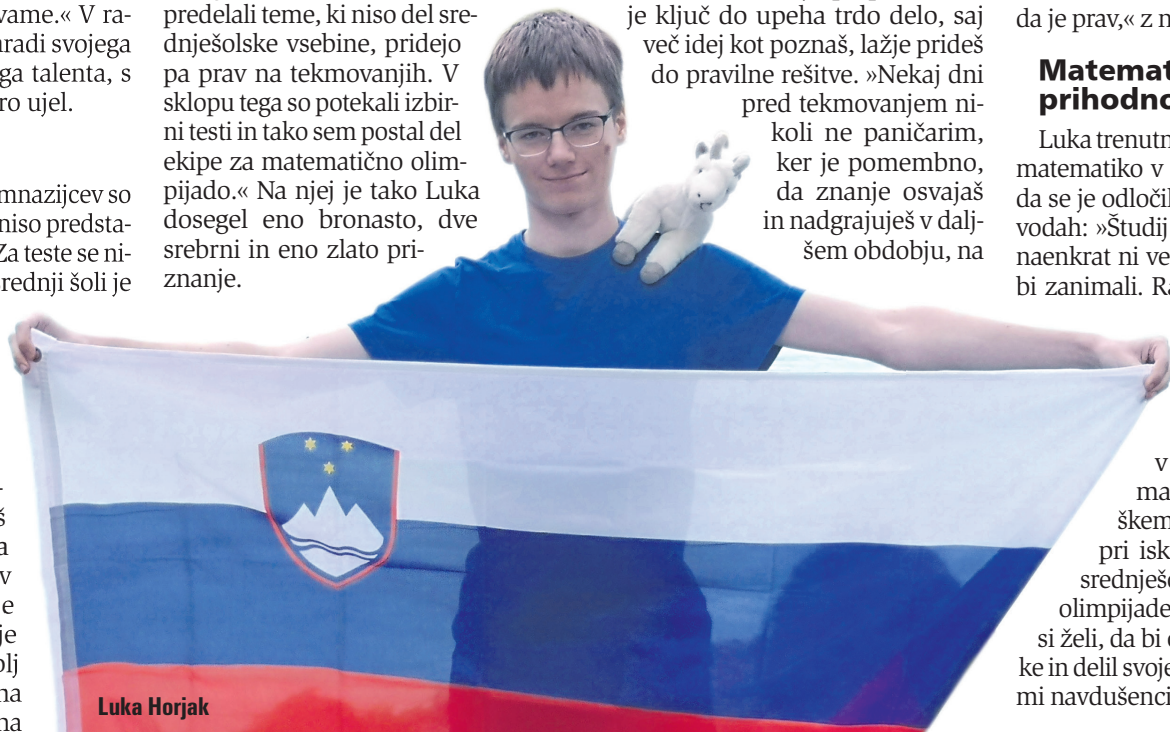 vame.« V ra-
aradi svojega
ga talenta, s
ro ujel.
mnazijcev so
niso predsta-
Za teste se ni-
srednji šoli je
š
a
v
e
je
olj
na
na
predelali teme, ki niso del sre-
dnješolske vsebine, pridejo
pa prav na tekmovanjih. V
sklopu tega so potekali izbir-
ni testi in tako sem postal del
ekipe za matematično olim-
pijado.« Na njej je tako Luka
dosegel eno bronasto, dve
srebrni in eno zlato pri-
znanje.
je ključ do upeha trdo delo, saj
več idej kot poznaš, lažje prideš
do pravilne rešitve. »Nekaj dni
pred tekmovanjem ni-
koli ne paničarim,
ker je pomembno,
da znanje osvajaš
in nadgrajuješ v dalj-
šem obdobju, na
da je prav,« z n
Matemat
prihodno
Luka trenutn
matematiko v
da se je odločil
vodah: »Študij
naenkrat ni ve
bi zanimali. Ra
v
ma
škem
pri isk
srednješo
olimpijade
si želi, da bi o
ke in delil svoje
mi navdušenci
Luka Horjak